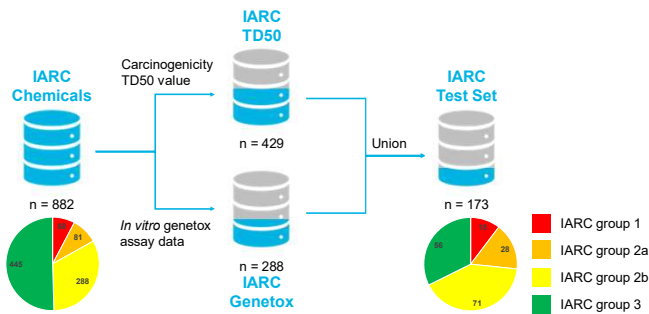 IARC
TD50
Carcinogenicity
TD50 value
IARC
Chemicals
IARC
Test Set
n = 429
Union
n = 882
n = 173
In vitro genetox
assay data
n = 288
IARC
Genetox
81
288
445
28
71
56
IARC group 1
IARC group 2a
IARC group 2b
IARC group 3